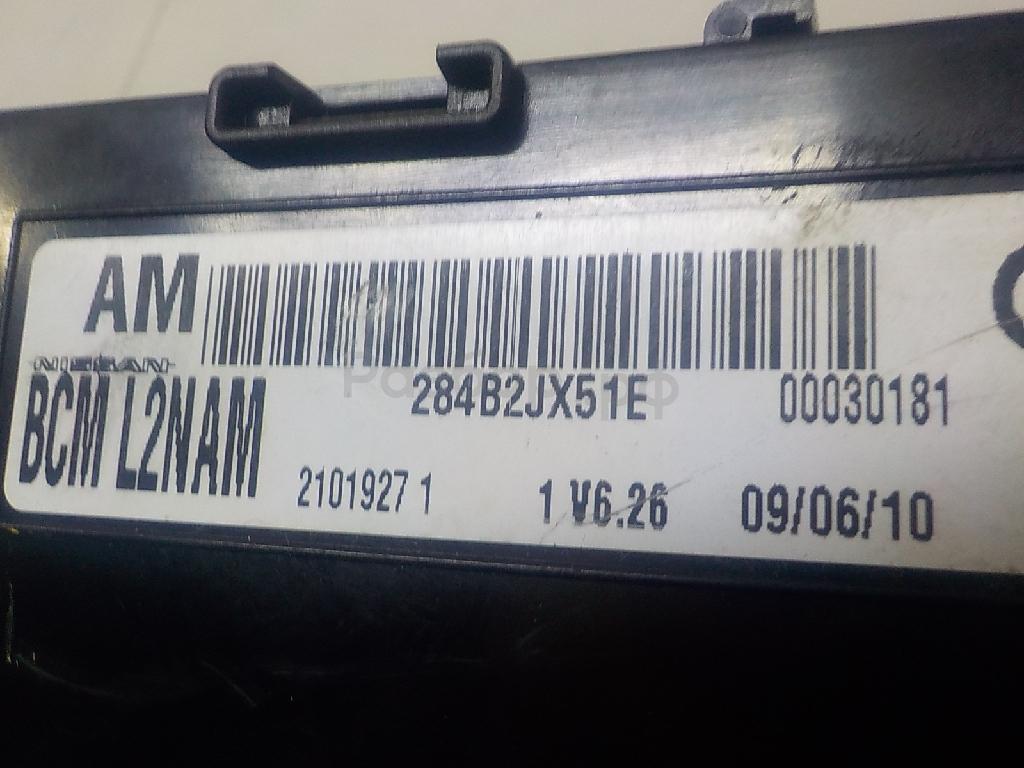 AM
NISSAN
284B2JX51E 00030181
BCM L2NAM
2101927 1 1 V6.26 09/06/10